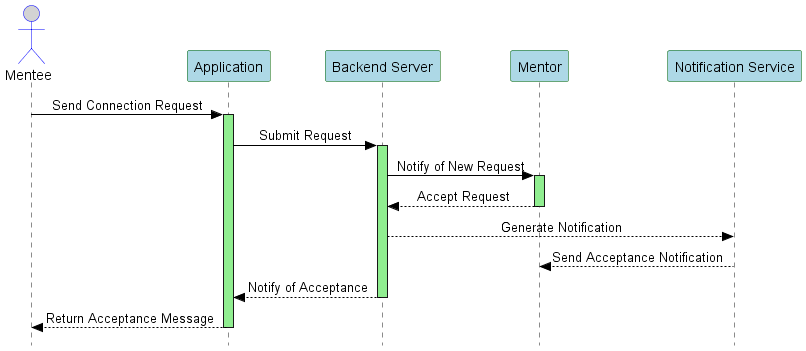 Mentee
Application
Backend Server
Mentor
Notification Service
Send Connection Request
Submit Request
Notify of New Request
Accept Request
Generate Notification
Send Acceptance Notification
Notify of Acceptance
Return Acceptance Message